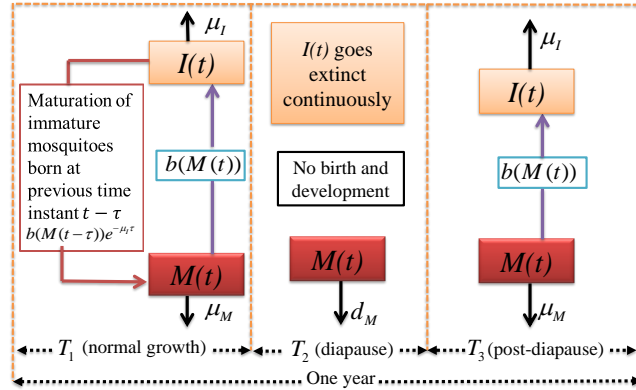 μ_I
I(t)
Maturation of
immature
mosquitoes
born at
previous time
instant t − τ
b(M(t−τ))e^{−μ_I τ}
b(M(t))
M(t)
μ_M
I(t) goes
extinct
continuously
No birth and
development
M(t)
d_M
μ_I
I(t)
b(M(t))
M(t)
μ_M
T_1 (normal growth)
T_2 (diapause)
T_3 (post-diapause)
One year